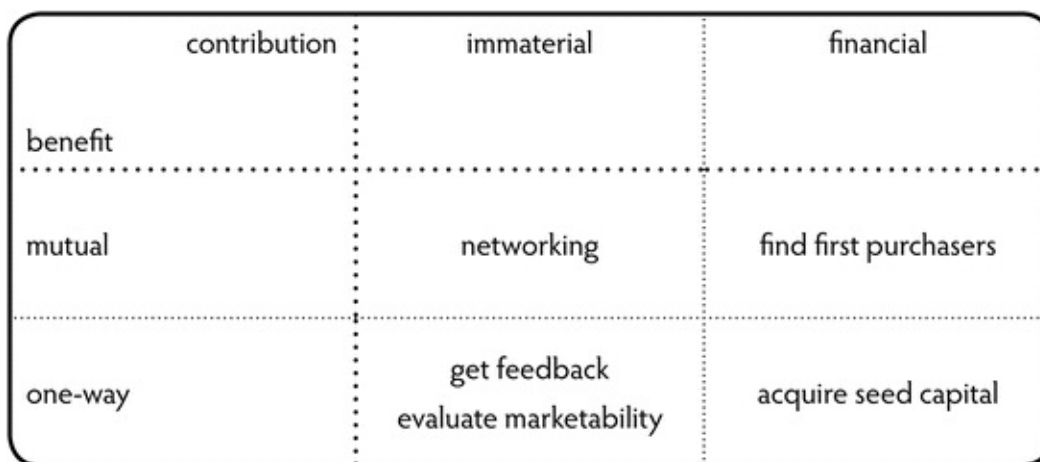 contribution immaterial financial
benefit
mutual networking find first purchasers
get feedback
one-way acquire seed capital
evaluate marketability